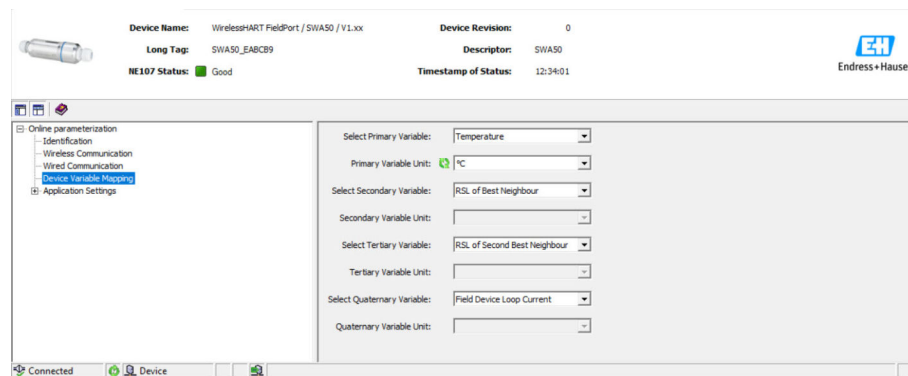 Device Name: WirelessHART FieldPort / SWA50 / V1.xx Device Revision: 0
Long Tag: SWA50_EABCB9 Descriptor: SWA50
NE107 Status: Good Timestamp of Status: 12:34:01
EH
Endress+Hause
Online parameterization
Identification
Wireless Communication
Wired Communication
Device Variable Mapping
Application Settings
Select Primary Variable: Temperature
Primary Variable Unit: °C
Select Secondary Variable: RSL of Best Neighbour
Secondary Variable Unit:
Select Tertiary Variable: RSL of Second Best Neighbour
Tertiary Variable Unit:
Select Quaternary Variable: Field Device Loop Current
Quaternary Variable Unit:
Connected Device